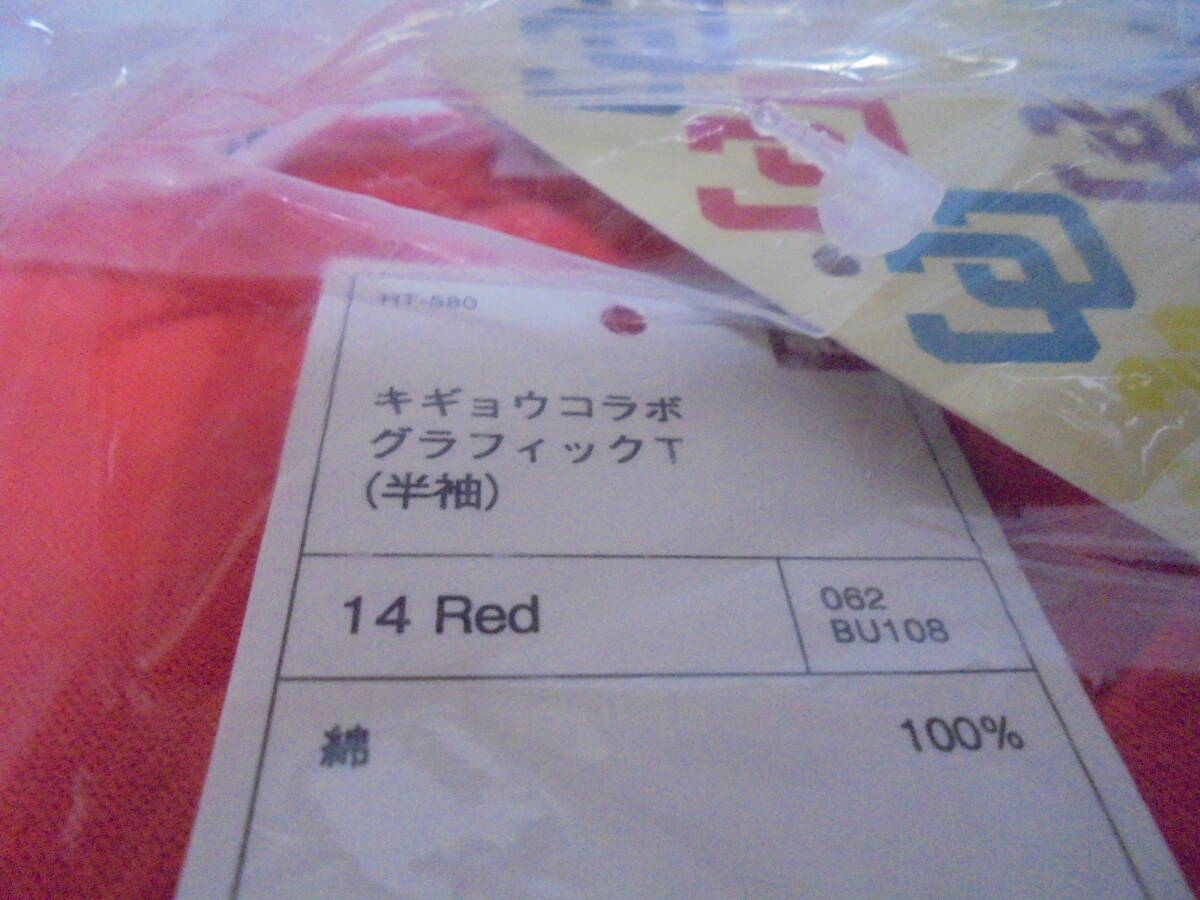 HT-580
キギョウコラボ
グラフィックT
(半袖)
14 Red
062
BU108
綿 100%